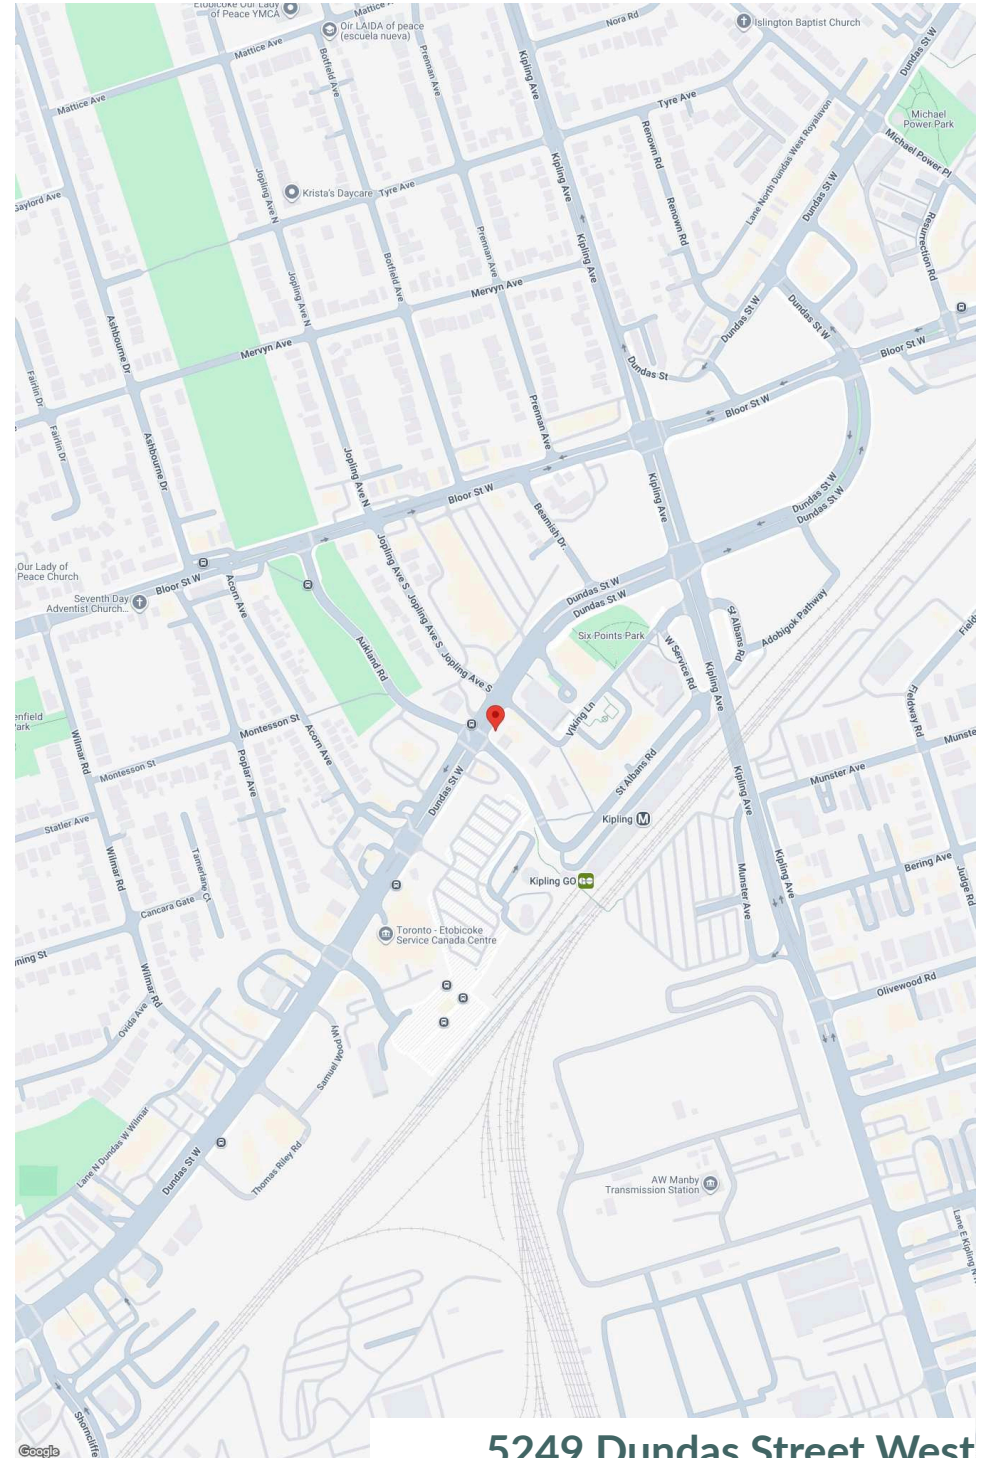 Etobicoke Our Lady
of Peace YMCA
Mattice A
Oir LAIDA of peace
(escuela nueva)
Nora Rd
Islington Baptist Church
Dundas St W
Mattice Ave
Mattice Ave
Botfield Ave
Prennan Ave
Kipling Ave
Tyre Ave
Michael
Power Park
Michael Power Pl
Lane North Dundas West Royalavon
Renown Rd
Kipling Ave
Gaylord Ave
Jopling Ave N
Krista's Daycare
Tyre Ave
Renown Rd
Dundas St W
Resurrection Rd
Prennan Ave
Kipling Ave
Botfield Ave
Jopling Ave N
Mervyn Ave
Dundas St W
Dundas St W
Ashbourne Dr
Mervyn Ave
Bloor St W
Fairlin Dr
Dundas St
Bloor St W
Prennan Ave
Fairlin Dr
Ashbourne Dr
Jopling Ave N
Bloor St W
Kipling Ave
Dundas St W
Dundas St W
Beamish Dr.
Our Lady of
Peace Church
Bloor St W
Seventh Day
Adventist Church...
Acorn Ave
Jopling Ave S
Jopling Ave S
Jopling Ave S
Dundas St W
Dundas St W
Six Points Park
St Albans Rd
Adobigok Pathway
Fieldw
W Service Rd
Kipling Ave
Aukland Rd
enfield
Park
Wilmar Rd
Montesson St
Montesson St
Acorn Ave
Poplar Ave
Viking Ln
Fieldway Rd
Munste
Munster Ave
St Albans Rd
Kipling Ave
Dundas St W
Kipling
M
Statler Ave
Wilmar Rd
Tamerlane Ct
Cancara Gate
Kipling GO
Munster Ave
Kipling Ave
Bering Ave
Judge Rd
Toronto - Etobicoke
Service Canada Centre
ning St
Wilmar Rd
Ovida Ave
Olivewood Rd
Samuel Wood Wy
Lane N Dundas W Wilmar
Dundas St W
Thomas Riley Rd
AW Manby
Transmission Station
Lane E Kipling N
Shorncliffe
Google
5249 Dundas Street West